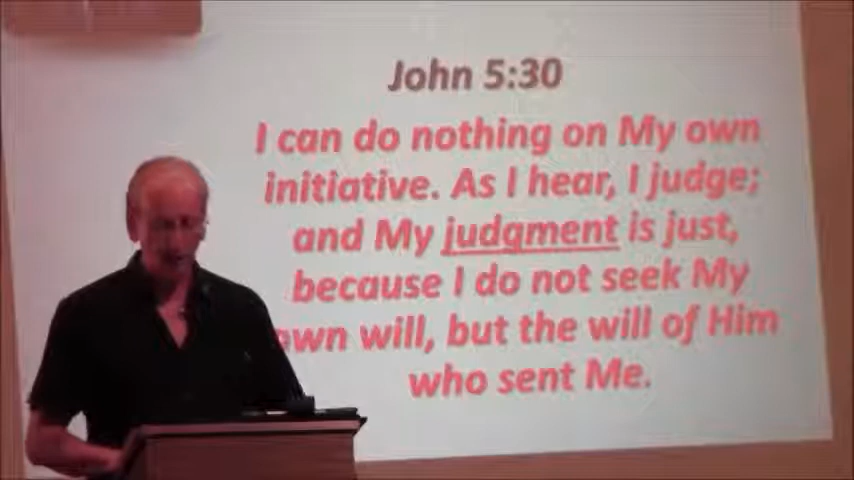 John 5:30
I can do nothing on My own
initiative. As I hear, I judge;
and My judgment is just,
because I do not seek My
own will, but the will of Him
who sent Me.